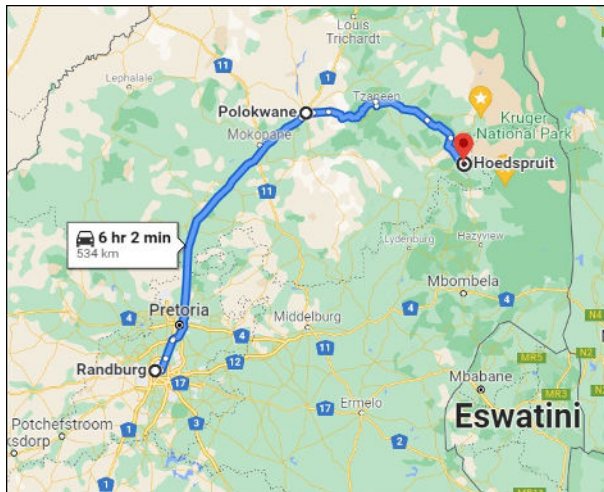 Louis
Trichardt
11
1
Lephalale
Tzaneen
Polokwane
Kruger
National Park
Mokopane
Hoedspruit
11
6 hr 2 min
534 km
Lydenburg
Hazyview
Mbombela
4
N4
Pretoria
4
4
Middelburg
N2
12
11
MR5
Randburg
17
Mbabane
MR3
Potchefstroom
ksdorp
1
3
17
Ermelo
2
Eswatini